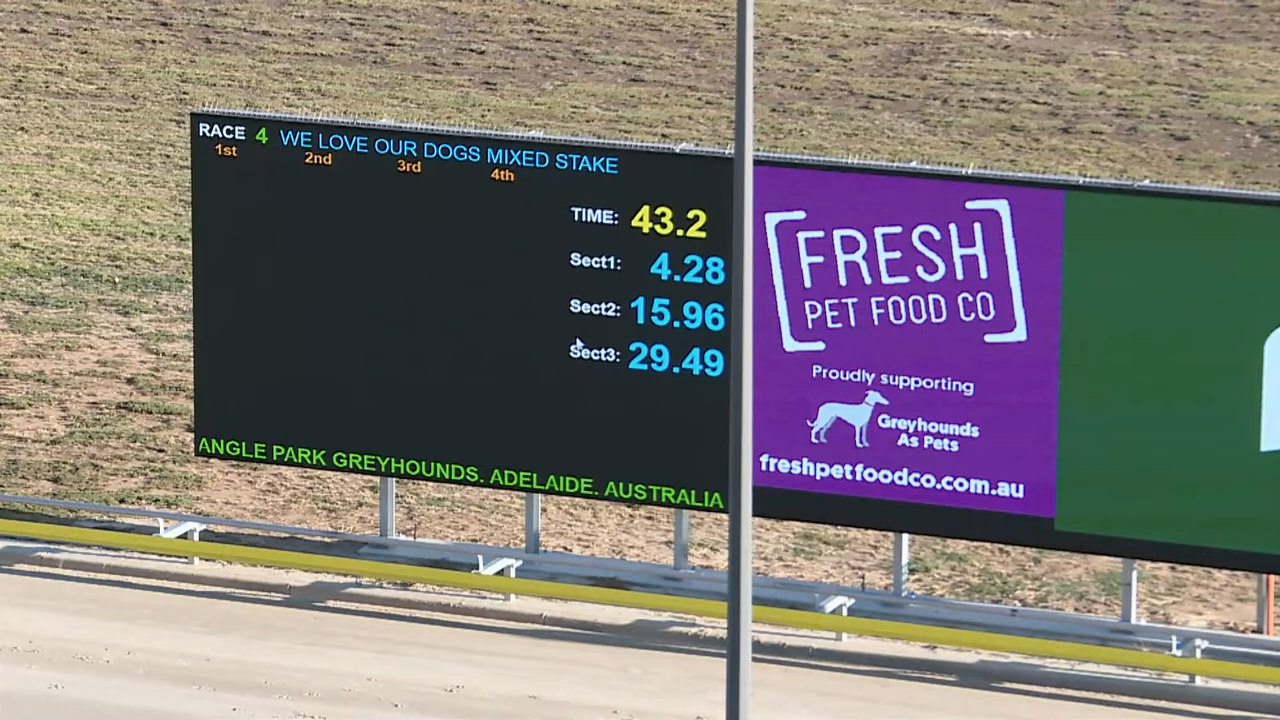 RACE 4 WE LOVE OUR DOGS MIXED STAKE
1st 2nd 3rd 4th
TIME: 43.2
Sect1: 4.28
Sect2: 15.96
Sect3: 29.49
ANGLE PARK GREYHOUNDS. ADELAIDE. AUSTRALIA
FRESH
PET FOOD CO
Proudly supporting
Greyhounds
As Pets
freshpetfoodco.com.au